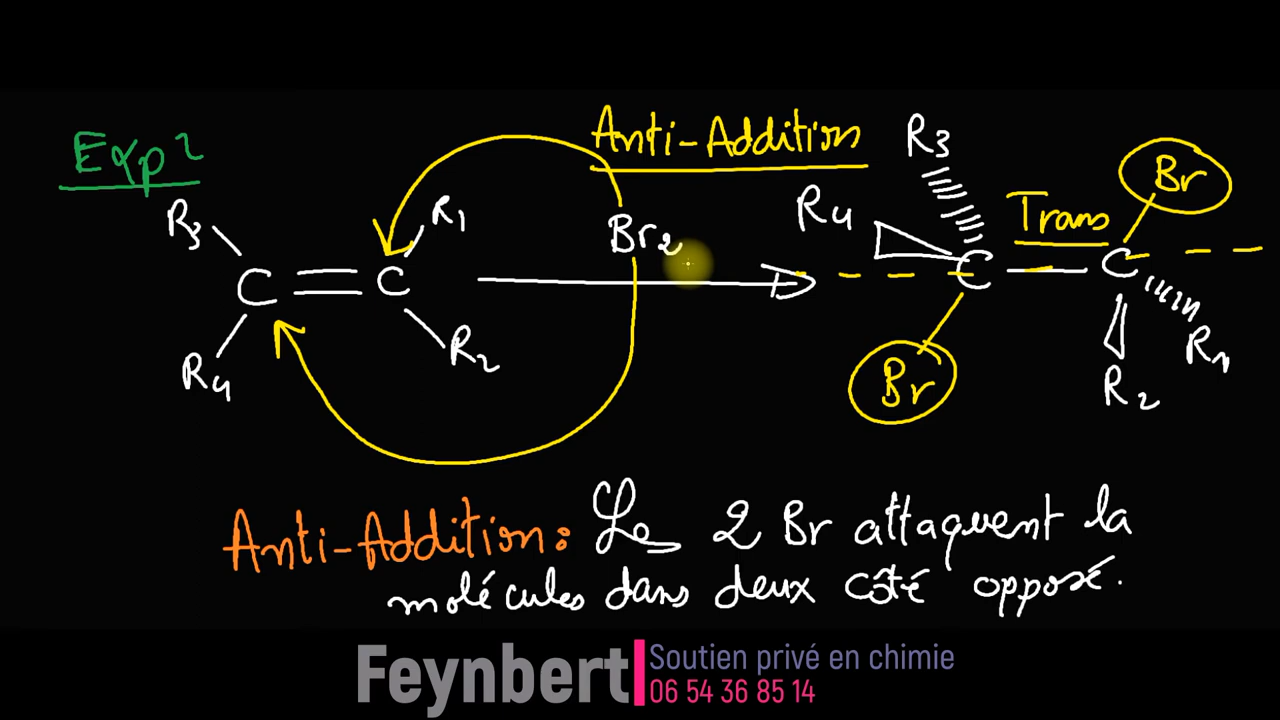 Exp 2
Anti-Addition
R3
R1
Br2
C = C
R4
R2
R3
R4
Trans
Br
C - C
Br
R1
R2
Anti-Addition: Le 2 Br attaquent la
molécules dans deux côté opposé.
Feynbert
Soutien privé en chimie
06 54 36 85 14